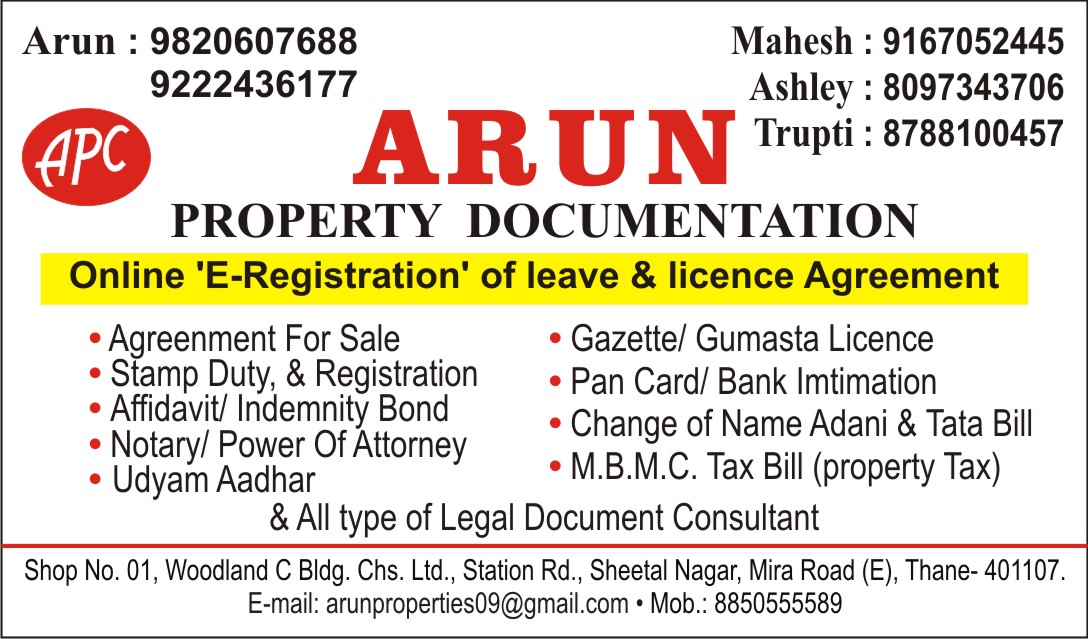 Arun : 9820607688
9222436177
Mahesh : 9167052445
Ashley : 8097343706
Trupti : 8788100457
APC
ARUN
PROPERTY DOCUMENTATION
Online 'E-Registration' of leave & licence Agreement
• Agreenment For Sale
• Stamp Duty, & Registration
• Affidavit/ Indemnity Bond
• Notary/ Power Of Attorney
• Udyam Aadhar
• Gazette/ Gumasta Licence
• Pan Card/ Bank Imtimation
• Change of Name Adani & Tata Bill
• M.B.M.C. Tax Bill (property Tax)
& All type of Legal Document Consultant
Shop No. 01, Woodland C Bldg. Chs. Ltd., Station Rd., Sheetal Nagar, Mira Road (E), Thane- 401107.
E-mail: arunproperties09@gmail.com • Mob.: 8850555589